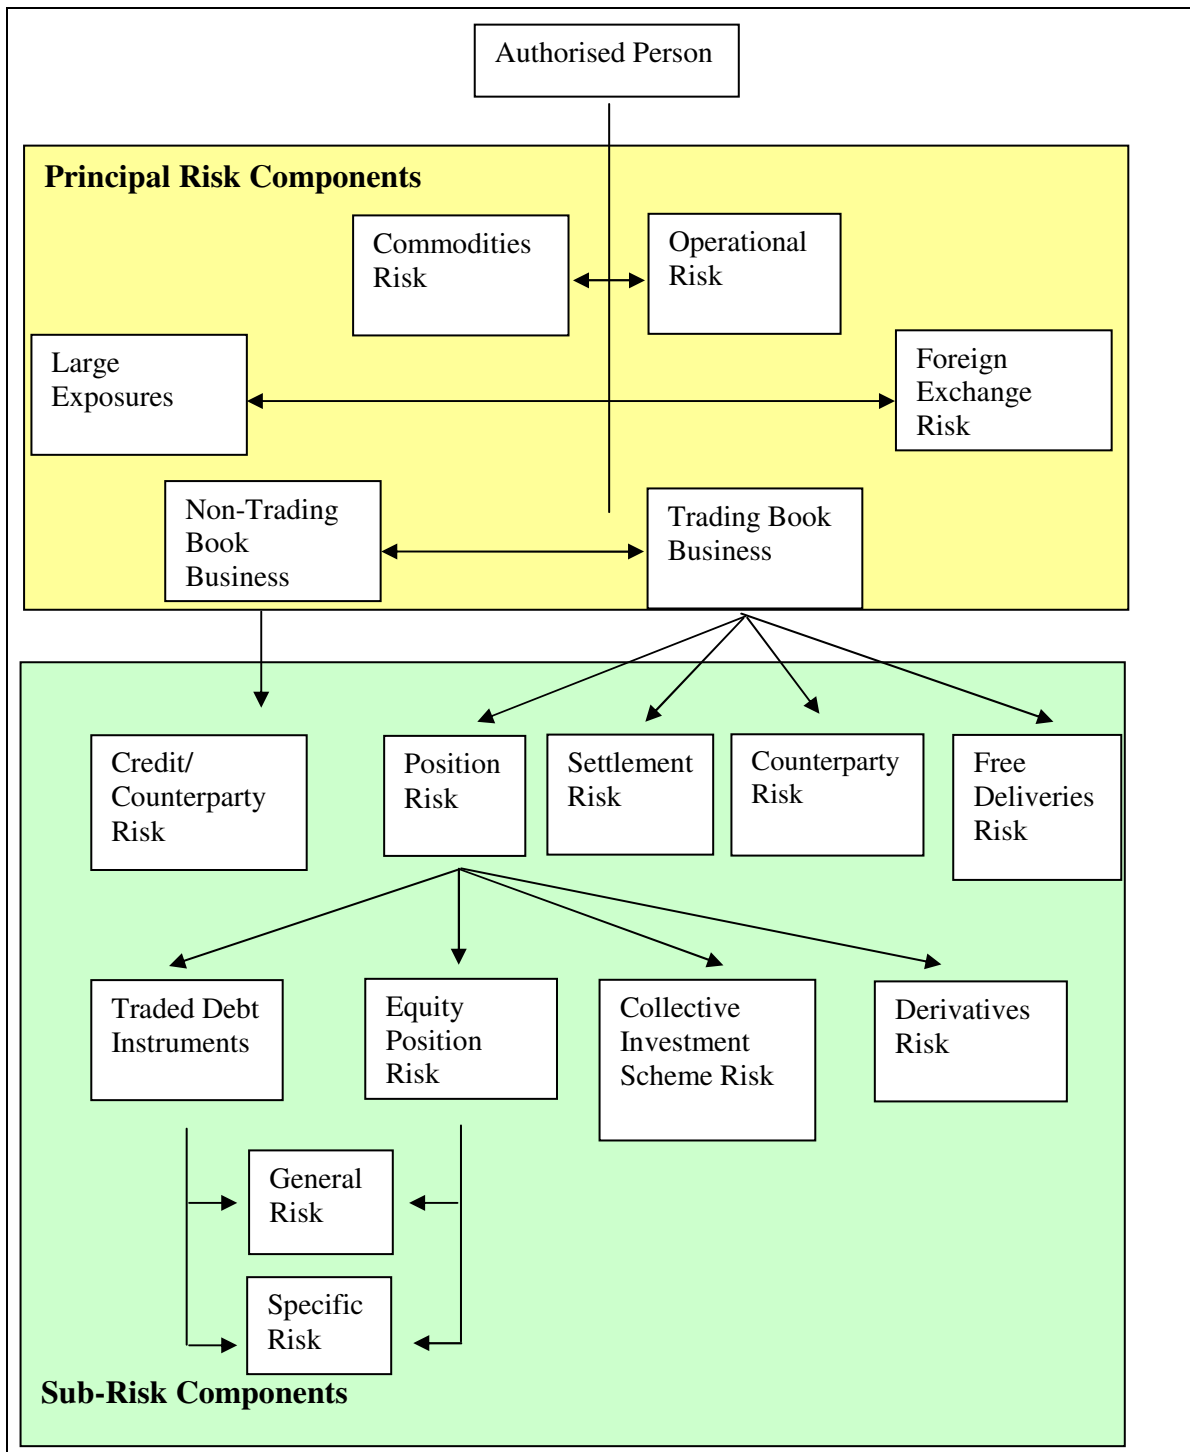 Authorised Person
Principal Risk Components
Commodities
Risk
Operational
Risk
Large
Exposures
Foreign
Exchange
Risk
Non-Trading
Book
Business
Trading Book
Business
Credit/
Counterparty
Risk
Position
Risk
Settlement
Risk
Counterparty
Risk
Free
Deliveries
Risk
Traded Debt
Instruments
Equity
Position
Risk
Collective
Investment
Scheme Risk
Derivatives
Risk
General
Risk
Specific
Risk
Sub-Risk Components